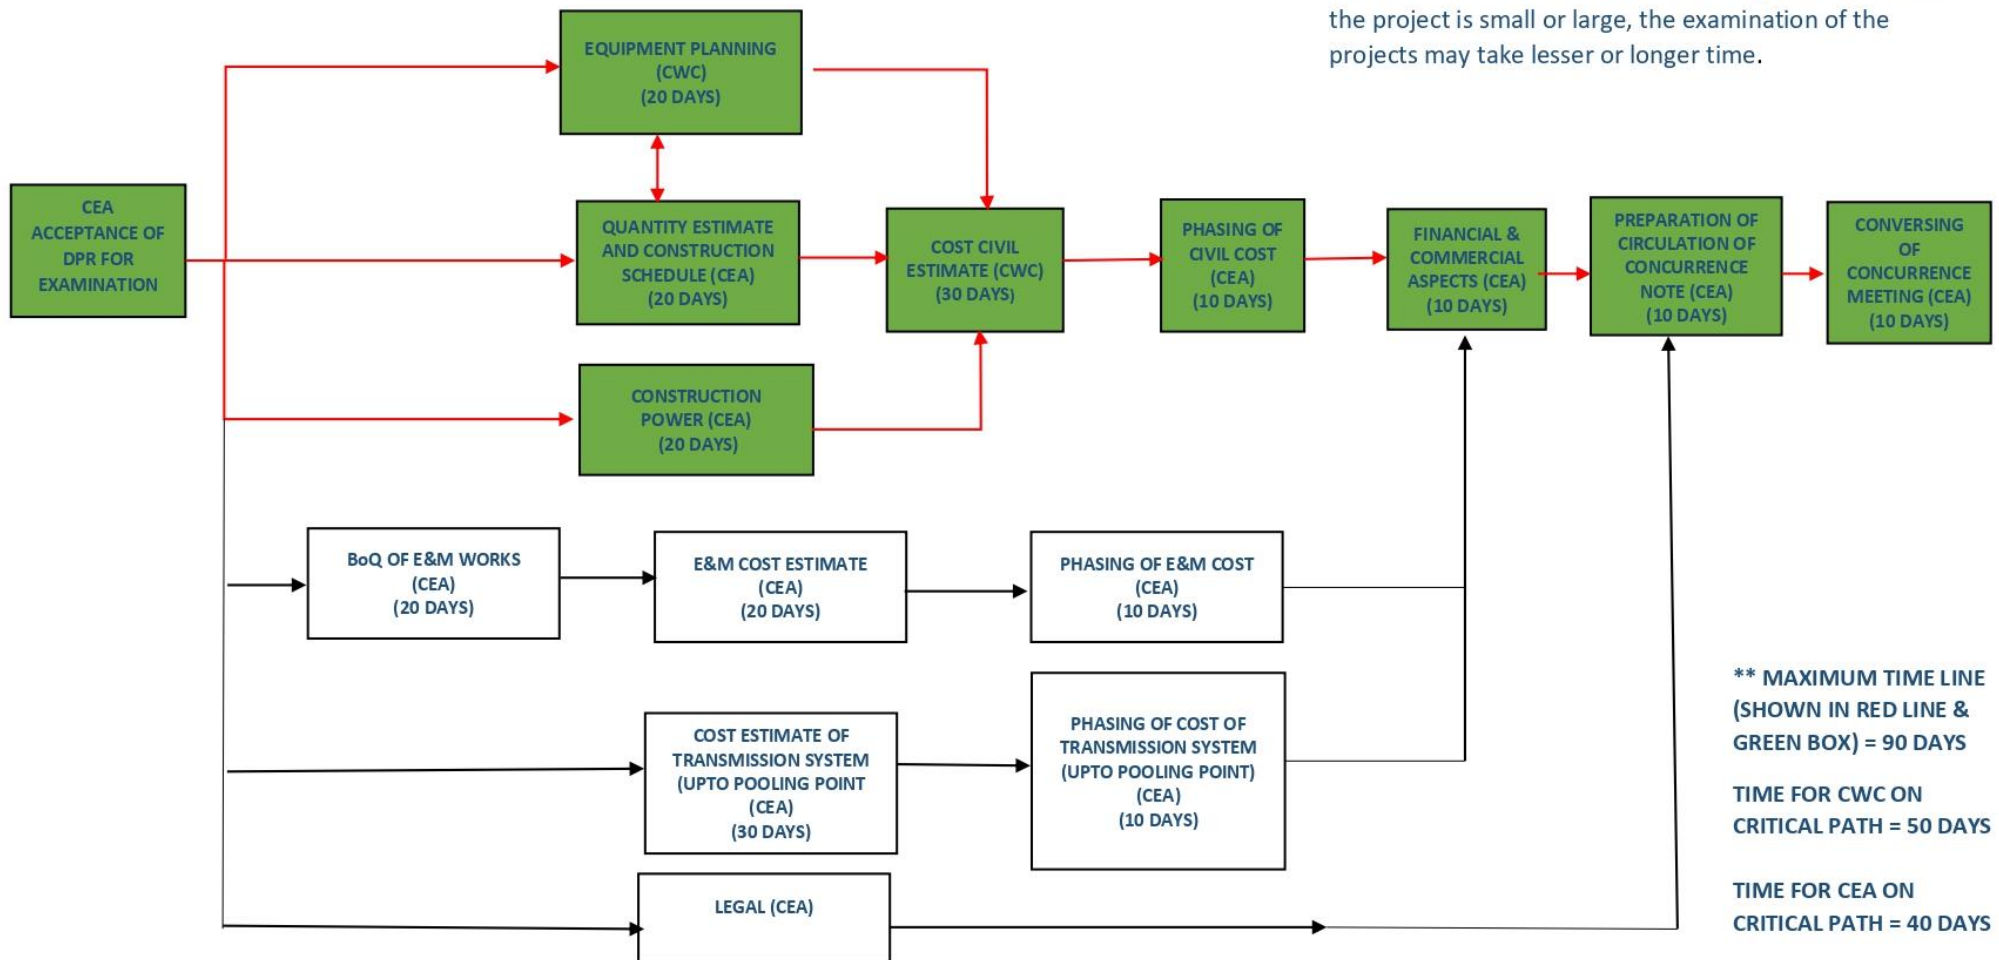 the project is small or large, the examination of the
projects may take lesser or longer time.
EQUIPMENT PLANNING
(CWC)
(20 DAYS)
CEA
ACCEPTANCE OF
DPR FOR
EXAMINATION
QUANTITY ESTIMATE
AND CONSTRUCTION
SCHEDULE (CEA)
(20 DAYS)
COST CIVIL
ESTIMATE (CWC)
(30 DAYS)
PHASING OF
CIVIL COST
(CEA)
(10 DAYS)
FINANCIAL &
COMMERCIAL
ASPECTS (CEA)
(10 DAYS)
PREPARATION OF
CIRCULATION OF
CONCURRENCE
NOTE (CEA)
(10 DAYS)
CONVERSING
OF
CONCURRENCE
MEETING (CEA)
(10 DAYS)
CONSTRUCTION
POWER (CEA)
(20 DAYS)
BoQ OF E&M WORKS
(CEA)
(20 DAYS)
E&M COST ESTIMATE
(CEA)
(20 DAYS)
PHASING OF E&M COST
(CEA)
(10 DAYS)
COST ESTIMATE OF
TRANSMISSION SYSTEM
(UPTO POOLING POINT
(CEA)
(30 DAYS)
PHASING OF COST OF
TRANSMISSION SYSTEM
(UPTO POOLING POINT)
(CEA)
(10 DAYS)
LEGAL (CEA)
** MAXIMUM TIME LINE
(SHOWN IN RED LINE &
GREEN BOX) = 90 DAYS
TIME FOR CWC ON
CRITICAL PATH = 50 DAYS
TIME FOR CEA ON
CRITICAL PATH = 40 DAYS